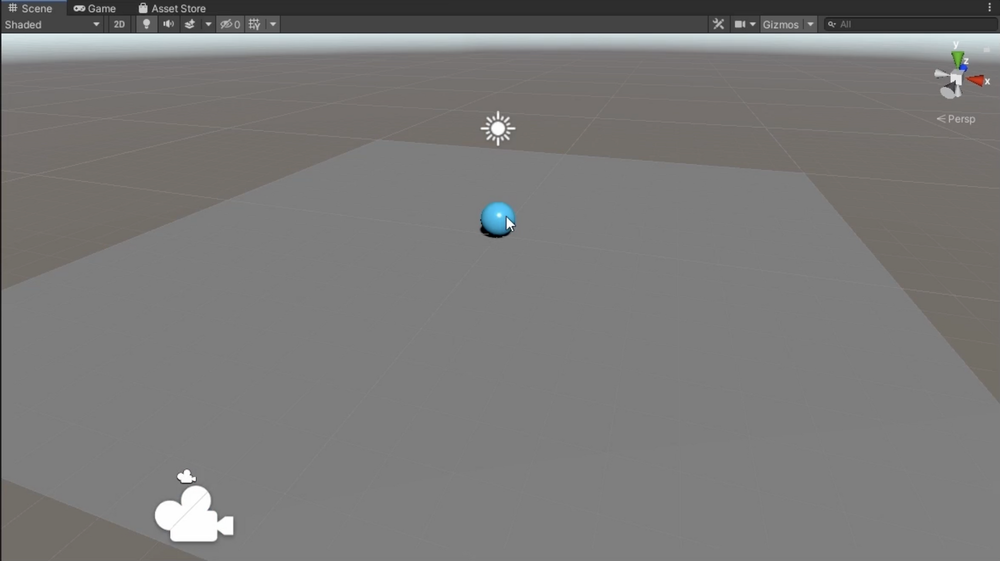 Scene Game Asset Store
Shaded 2D 0 Gizmos All
y
z
x
Persp